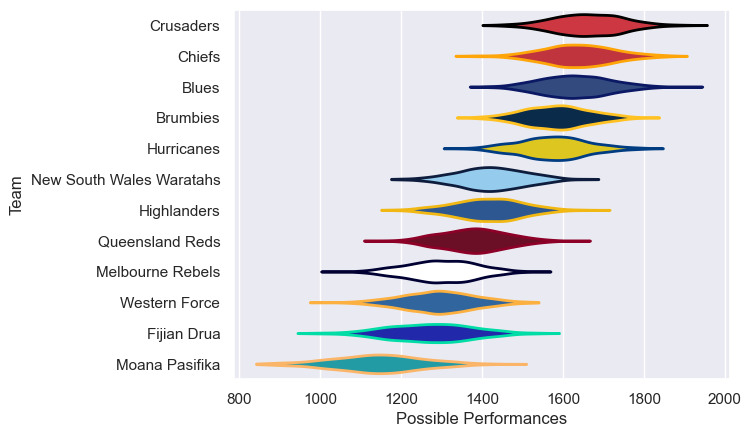 Crusaders
Chiefs
Blues
Brumbies
Hurricanes
New South Wales Waratahs
Highlanders
Queensland Reds
Melbourne Rebels
Western Force
Fijian Drua
Moana Pasifika
Team
800 1000 1200 1400 1600 1800 2000
Possible Performances